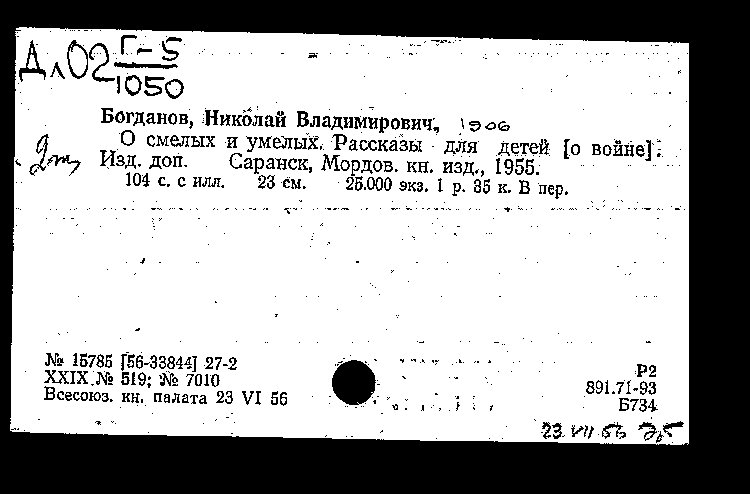 Дл02 Г-5
1050
Богданов, Николай Владимирович, 1906
О смелых и умелых. Рассказы для детей [о войне].
Изд. доп. Саранск, Мордов. кн. изд., 1955.
104 с. с илл. 23 см. 25.000 экз. 1 р. 35 к. В пер.
№ 15785 [56-33844] 27-2
XXIX № 519; № 7010
Всесоюз. кн. палата 23 VI 56
Р2
891.71-93
Б734
23 VII 56